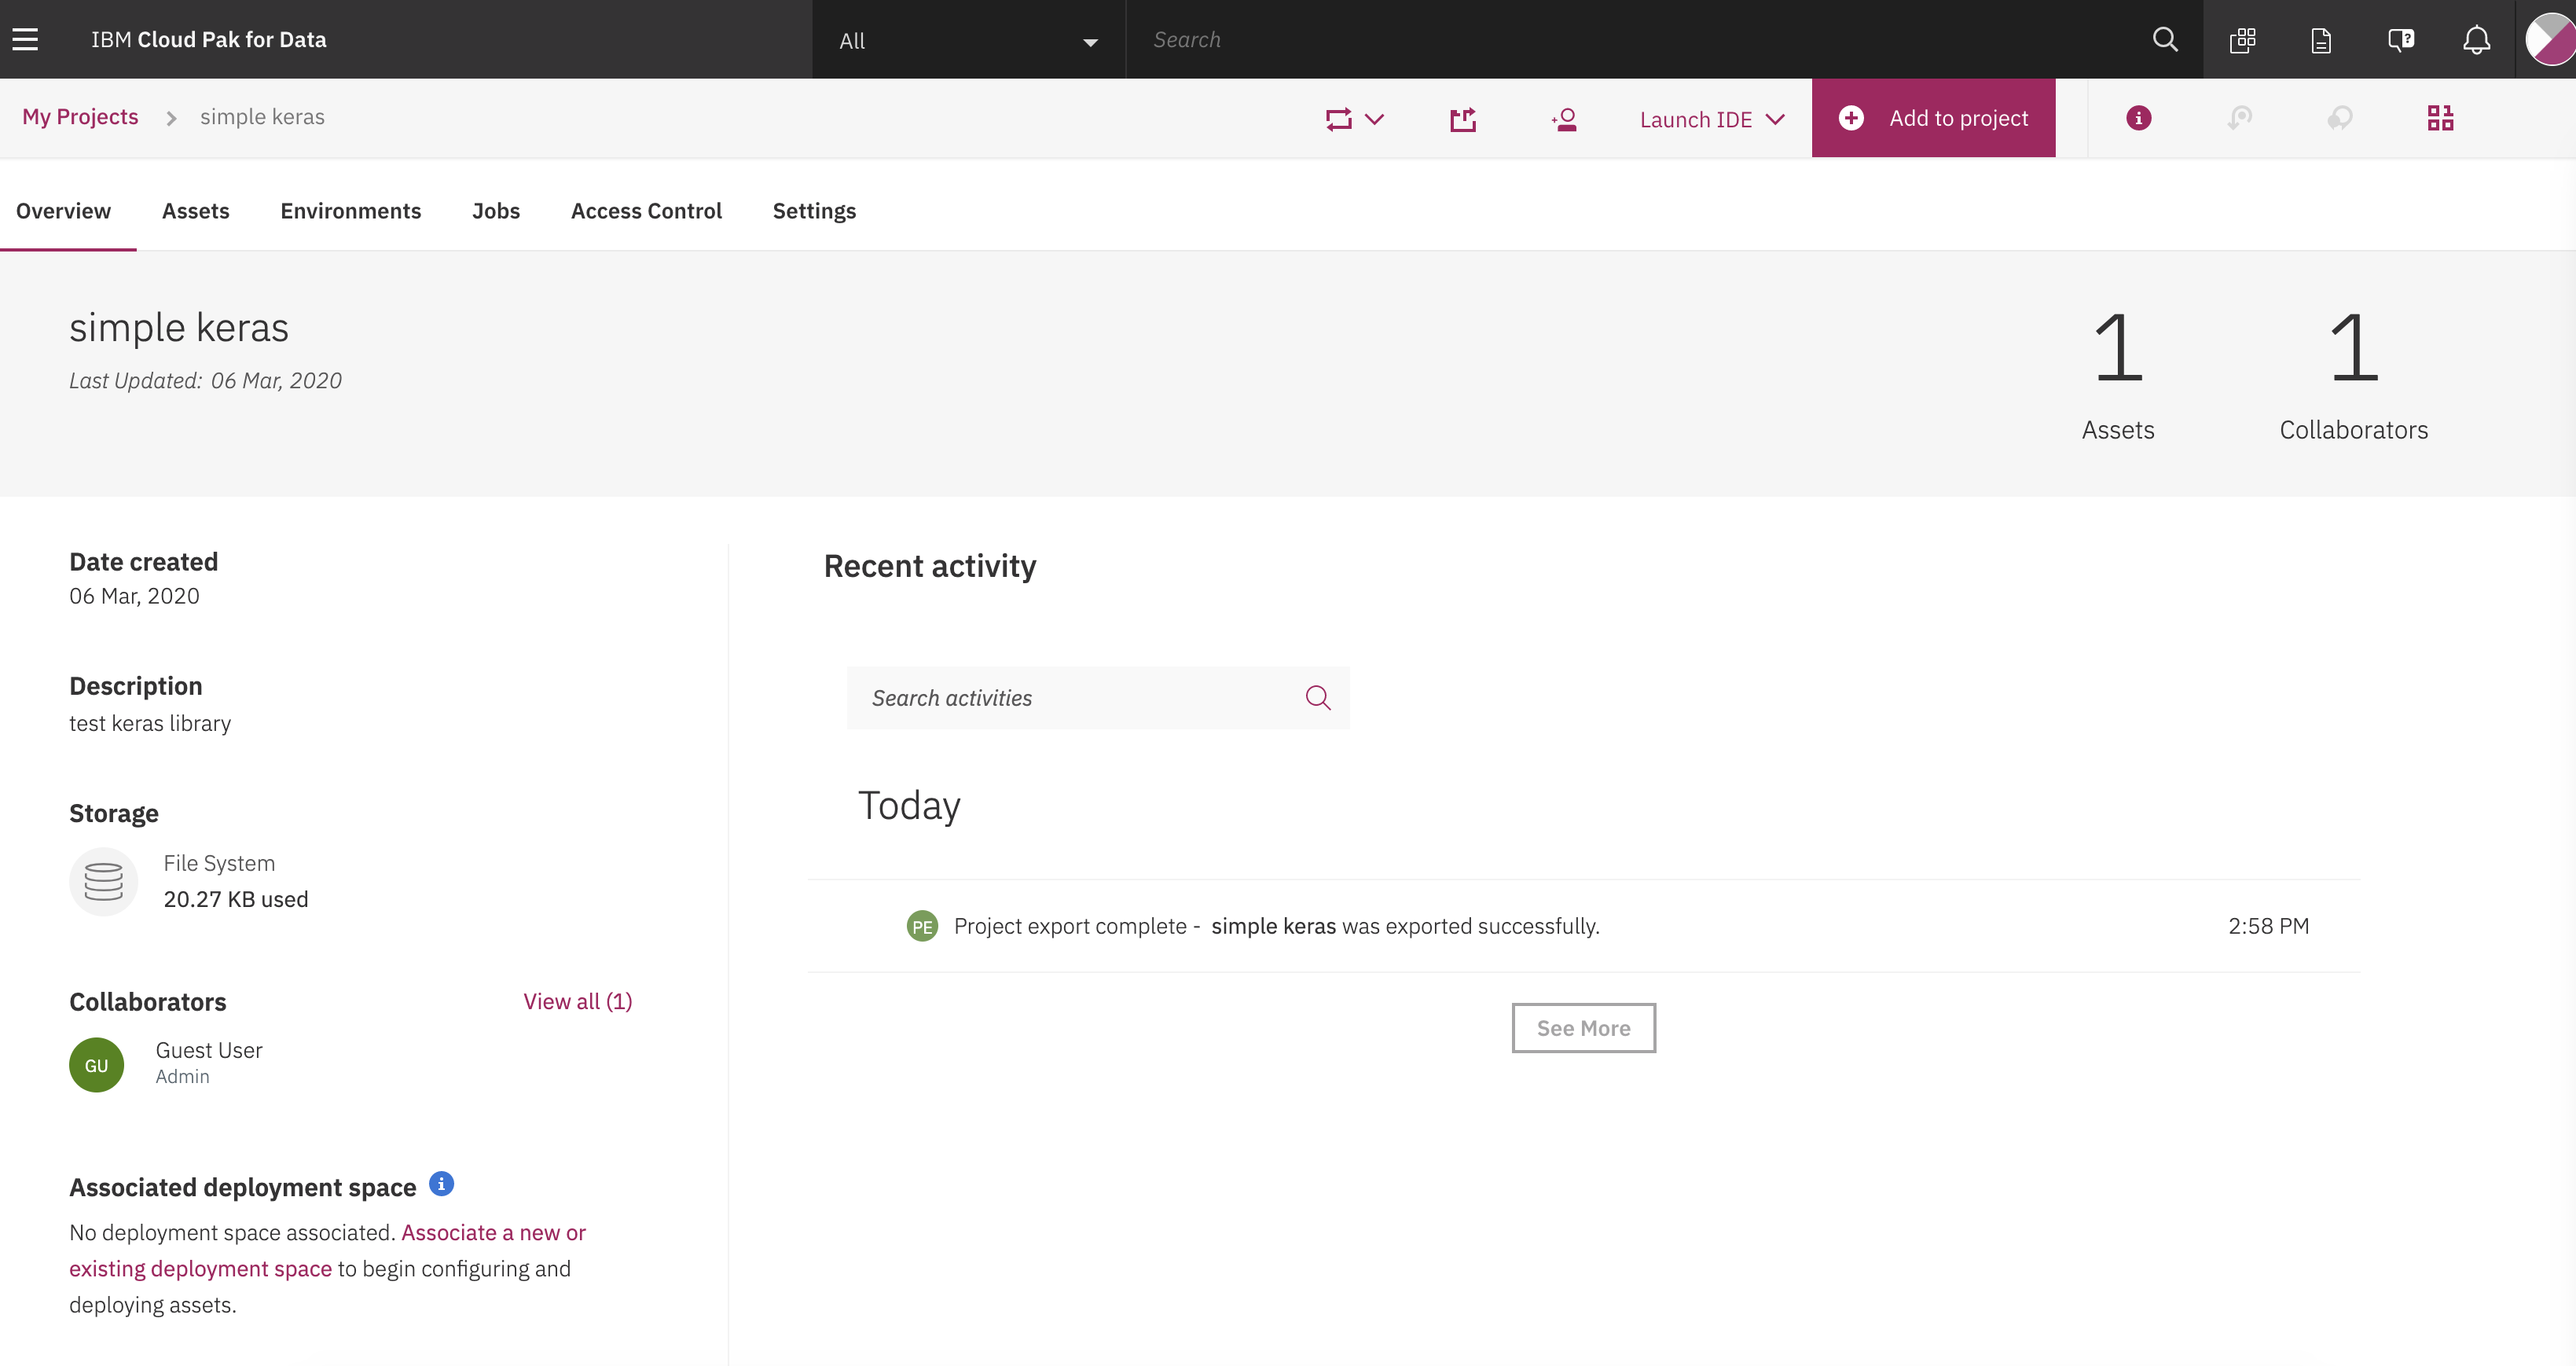 IBM Cloud Pak for Data
All
Search
My Projects
simple keras
Launch IDE
Add to project
Overview
Assets
Environments
Jobs
Access Control
Settings
simple keras
Last Updated: 06 Mar, 2020
1
Assets
1
Collaborators
Date created
06 Mar, 2020
Description
test keras library
Storage
File System
20.27 KB used
Collaborators
View all (1)
GU
Guest User
Admin
Associated deployment space
No deployment space associated. Associate a new or
existing deployment space to begin configuring and
deploying assets.
Recent activity
Search activities
Today
PE
Project export complete - simple keras was exported successfully.
2:58 PM
See More